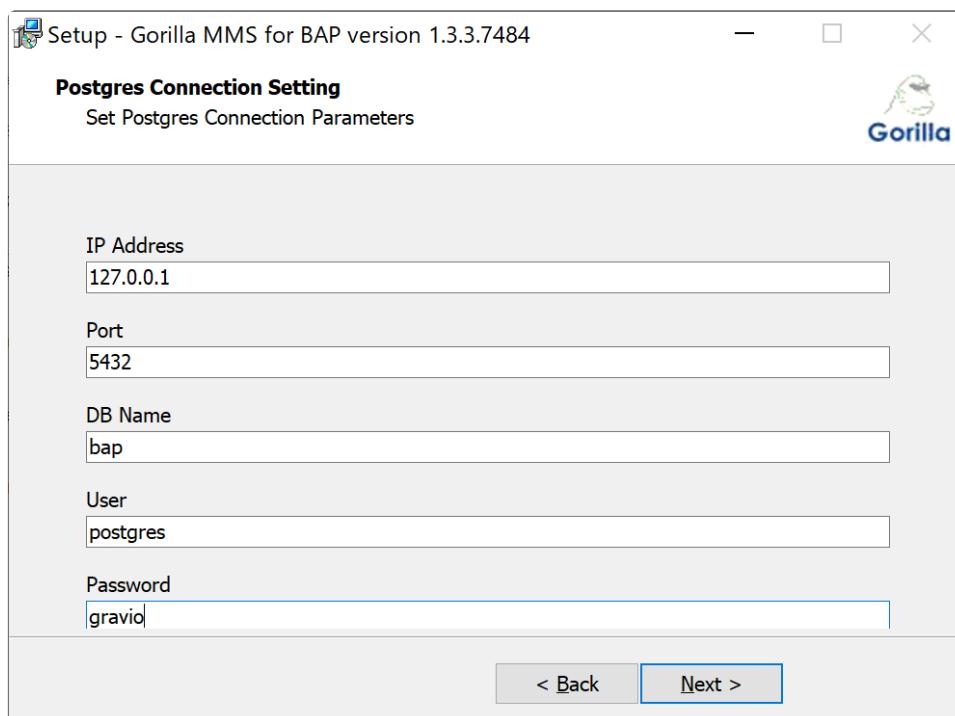 Setup - Gorilla MMS for BAP version 1.3.3.7484
Postgres Connection Setting
Set Postgres Connection Parameters
Gorilla
IP Address
127.0.0.1
Port
5432
DB Name
bap
User
postgres
Password
gravio
< Back
Next >